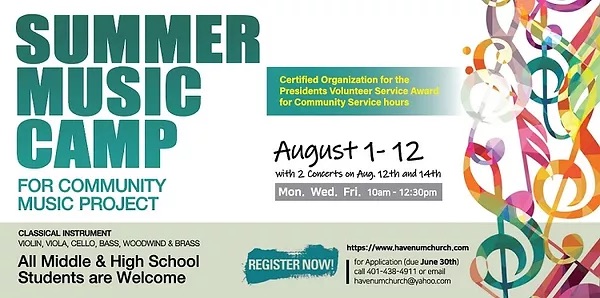 SUMMER
MUSIC
CAMP
FOR COMMUNITY
MUSIC PROJECT
Certified Organization for the
Presidents Volunteer Service Award
for Community Service hours
August 1 - 12
with 2 Concerts on Aug. 12th and 14th
Mon. Wed. Fri. 10am - 12:30pm
CLASSICAL INSTRUMENT
VIOLIN, VIOLA, CELLO, BASS, WOODWIND & BRASS
All Middle & High School
Students are Welcome
REGISTER NOW!
https://www.havenumchurch.com
for Application (due June 30th)
call 401-438-4911 or email
havenumchurch@yahoo.com